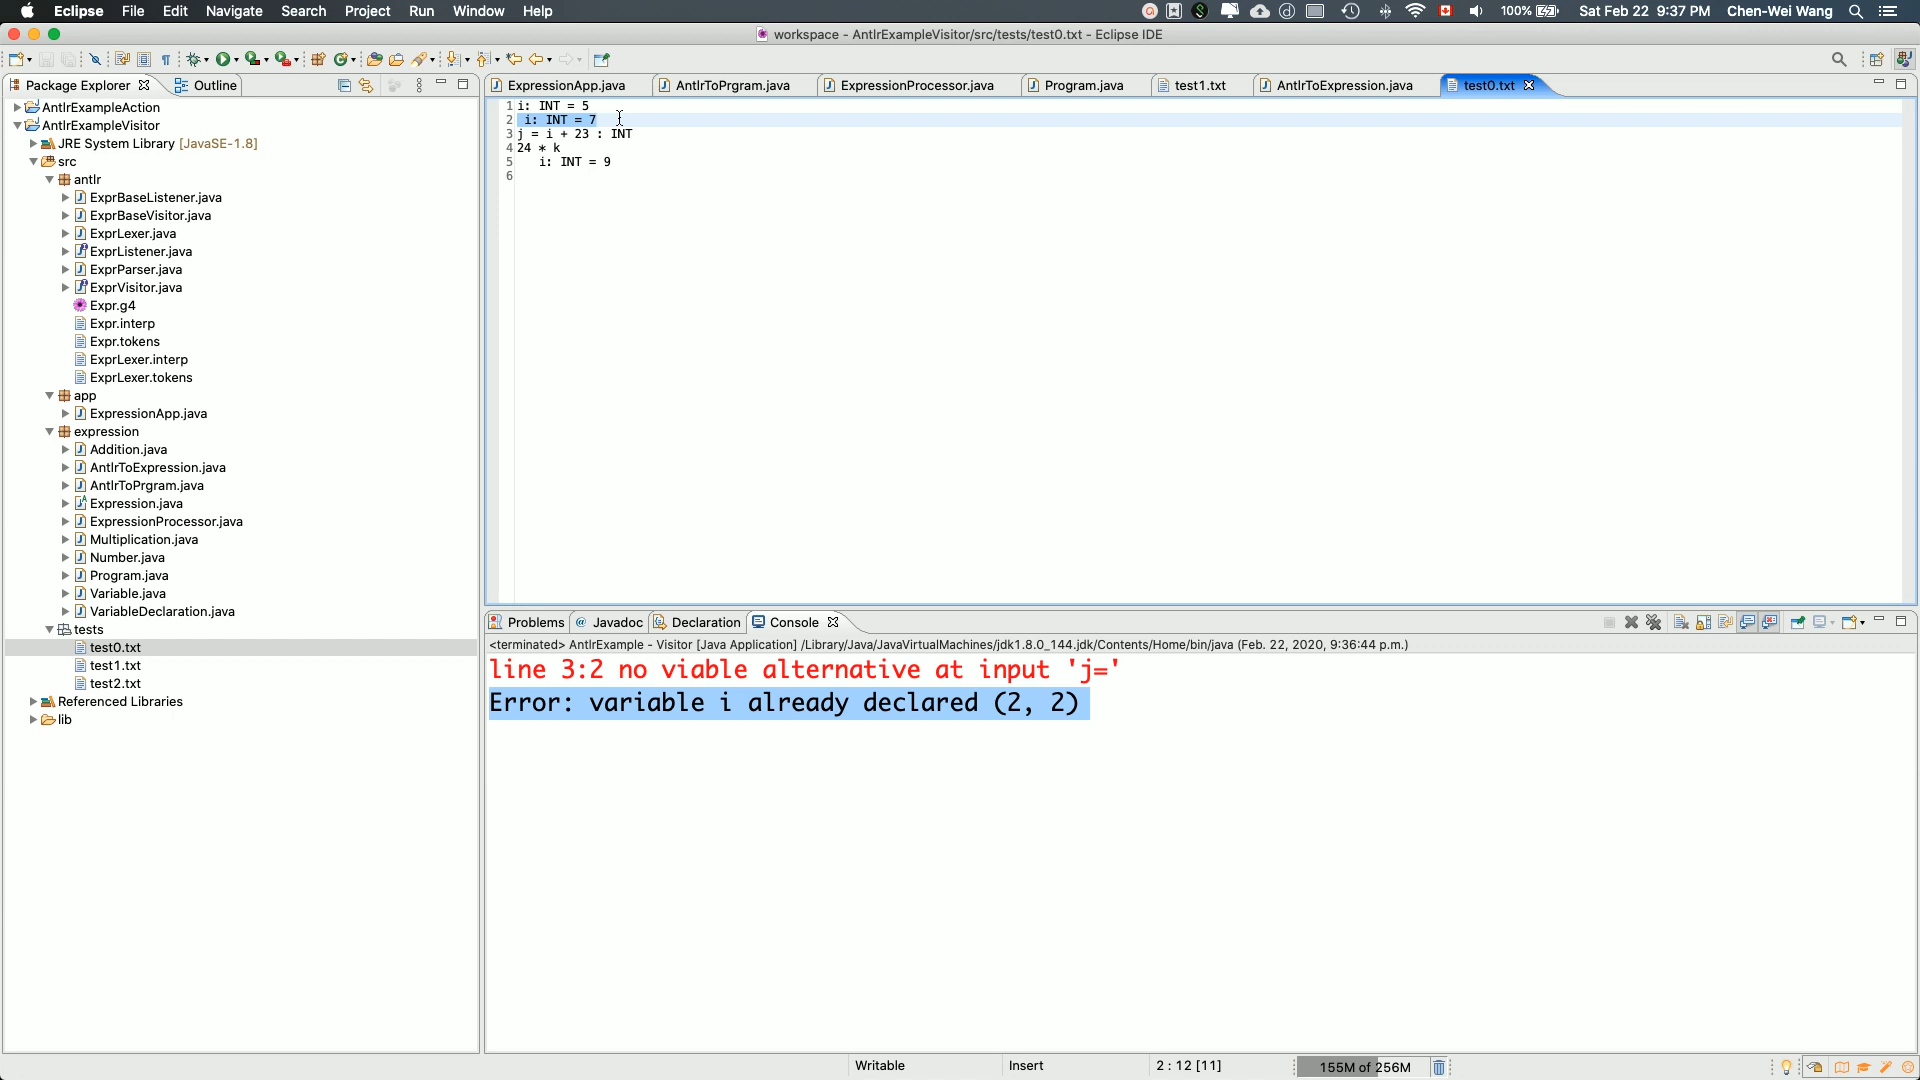 Eclipse File Edit Navigate Search Project Run Window Help 100% Sat Feb 22 9:37 PM Chen-Wei Wang
workspace - AntlrExampleVisitor/src/tests/test0.txt - Eclipse IDE
Package Explorer Outline
AntlrExampleAction
AntlrExampleVisitor
JRE System Library [JavaSE-1.8]
src
antlr
ExprBaseListener.java
ExprBaseVisitor.java
ExprLexer.java
ExprListener.java
ExprParser.java
ExprVisitor.java
Expr.g4
Expr.interp
Expr.tokens
ExprLexer.interp
ExprLexer.tokens
app
ExpressionApp.java
expression
Addition.java
AntlrToExpression.java
AntlrToPrgram.java
Expression.java
ExpressionProcessor.java
Multiplication.java
Number.java
Program.java
Variable.java
VariableDeclaration.java
tests
test0.txt
test1.txt
test2.txt
Referenced Libraries
lib
ExpressionApp.java AntlrToPrgram.java ExpressionProcessor.java Program.java test1.txt AntlrToExpression.java test0.txt
1 i: INT = 5
2 i: INT = 7
3 j = i + 23 : INT
4 24 * k
5 i: INT = 9
6
Problems @ Javadoc Declaration Console
<terminated> AntlrExample - Visitor [Java Application] /Library/Java/JavaVirtualMachines/jdk1.8.0_144.jdk/Contents/Home/bin/java (Feb. 22, 2020, 9:36:44 p.m.)
line 3:2 no viable alternative at input 'j='
Error: variable i already declared (2, 2)
Writable Insert 2 : 12 [11] 155M of 256M